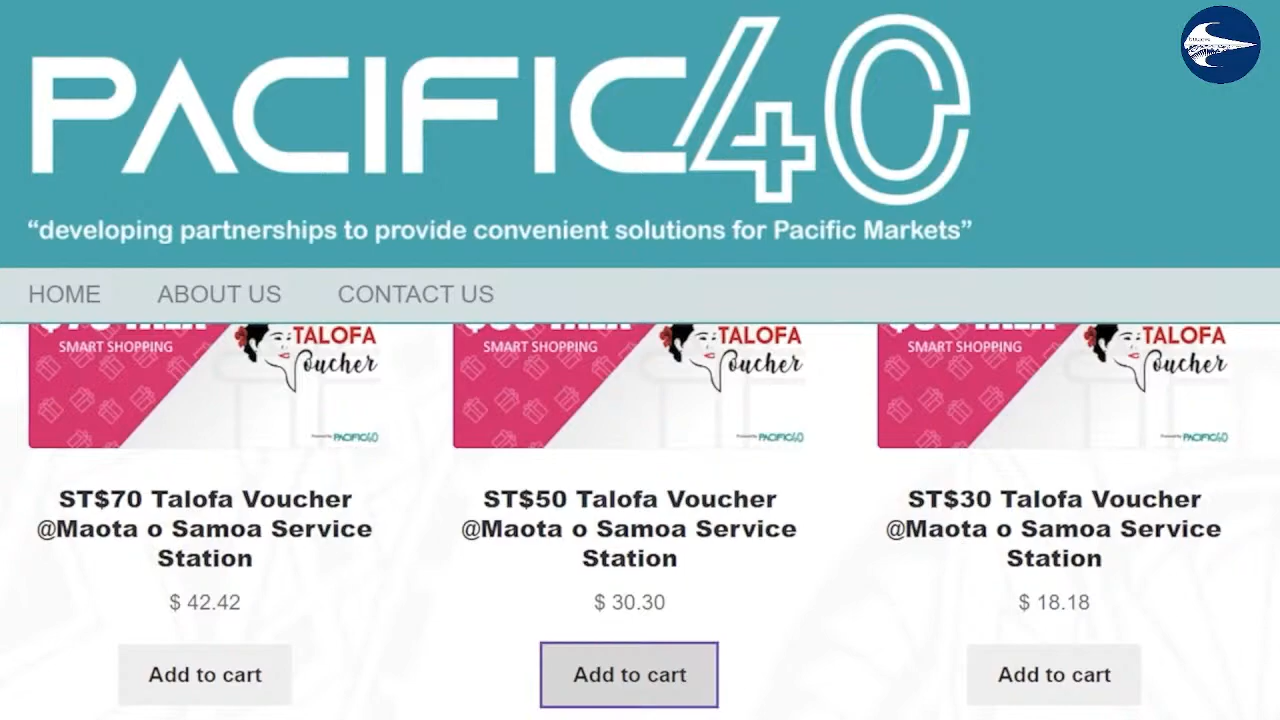 PACIFIC40
“developing partnerships to provide convenient solutions for Pacific Markets”
HOME ABOUT US CONTACT US
SMART SHOPPING
TALOFA
Voucher
PACIFIC40
SMART SHOPPING
TALOFA
Voucher
PACIFIC40
SMART SHOPPING
TALOFA
Voucher
PACIFIC40
ST$70 Talofa Voucher
@Maota o Samoa Service
Station
$ 42.42
Add to cart
ST$50 Talofa Voucher
@Maota o Samoa Service
Station
$ 30.30
Add to cart
ST$30 Talofa Voucher
@Maota o Samoa Service
Station
$ 18.18
Add to cart